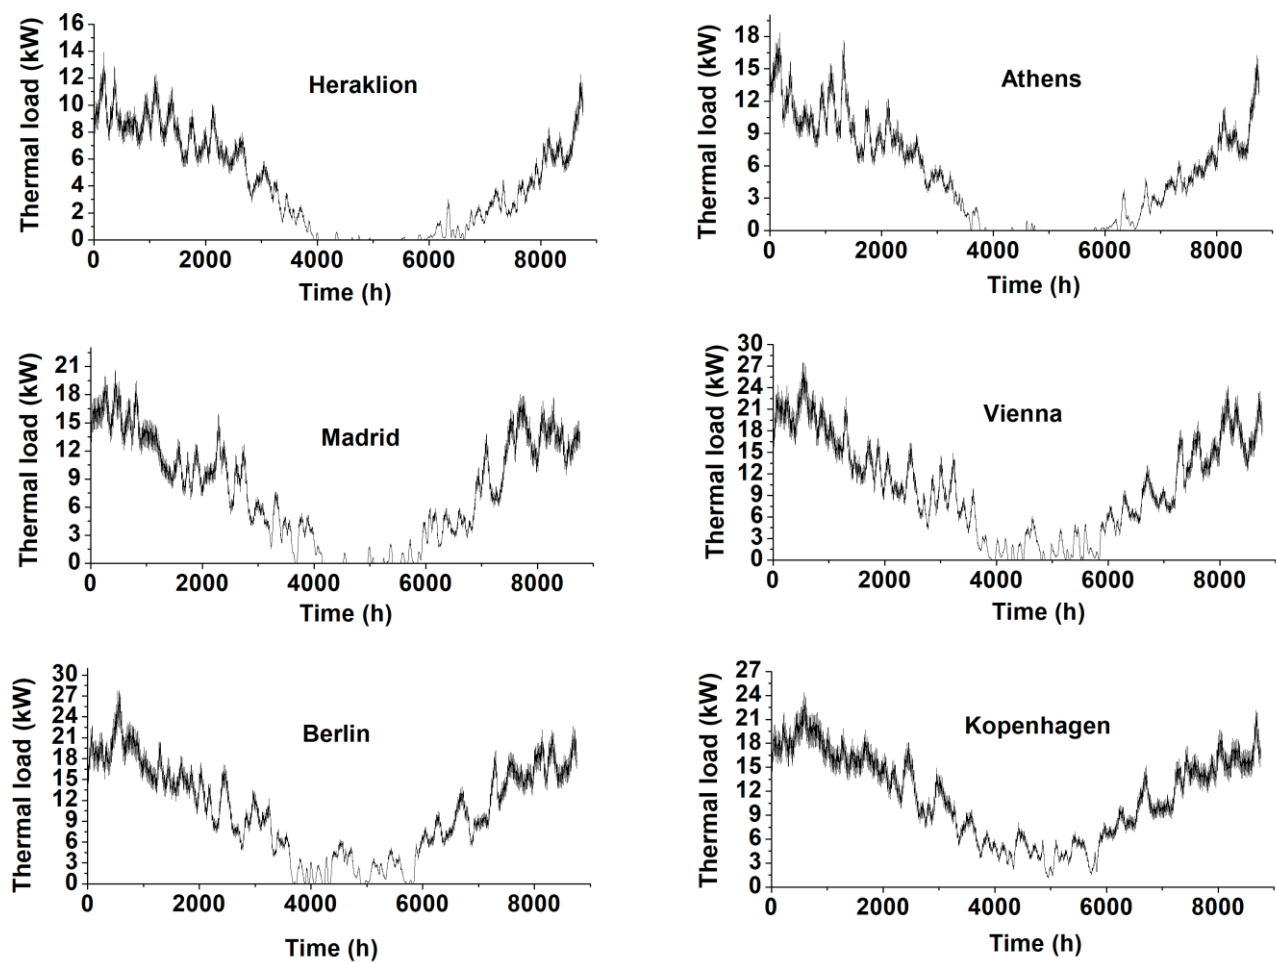 Thermal load (kW)
16
14
12
10
8
6
4
2
0
Heraklion
0 2000 4000 6000 8000
Time (h)
Thermal load (kW)
18
15
12
9
6
3
0
Athens
0 2000 4000 6000 8000
Time (h)
Thermal load (kW)
21
18
15
12
9
6
3
0
Madrid
0 2000 4000 6000 8000
Time (h)
Thermal load (kW)
30
27
24
21
18
15
12
9
6
3
0
Vienna
0 2000 4000 6000 8000
Time (h)
Thermal load (kW)
30
27
24
21
18
15
12
9
6
3
0
Berlin
0 2000 4000 6000 8000
Time (h)
Thermal load (kW)
27
24
21
18
15
12
9
6
3
0
Kopenhagen
0 2000 4000 6000 8000
Time (h)